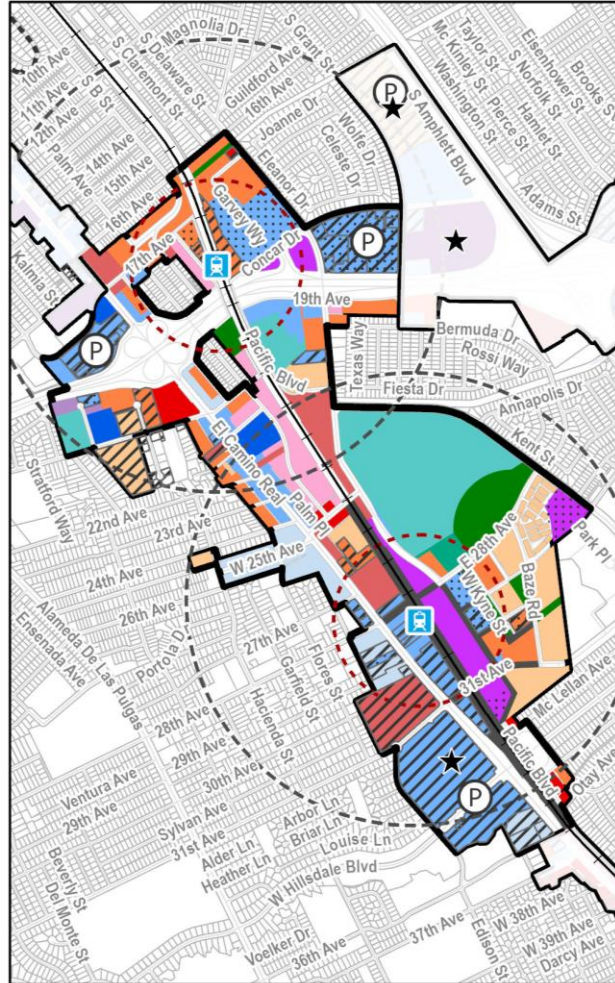 Magnolia Dr
S Delaware St
S Claremont St
S B St
10th Ave
11th Ave
12th Ave
Palm Ave
14th Ave
15th Ave
16th Ave
Guildford Ave
16th Ave
S Grant St
Joanne Dr
Wolfe Dr
Celeste Dr
Eleanor Dr
Garvey Wy
Concar Dr
17th Ave
19th Ave
P
S Amphlett Blvd
Taylor St
Mc Kinley St
Washington St
Eisenhower St
S Norfolk St
Pierce St
Hamlet St
Brooks St
Adams St
P
P
Kalmia St
Pacific Blvd
Texas Way
Bermuda Dr
Rossi Way
Fiesta Dr
Annapolis Dr
Kent St
El Camino Real
Palm Pl
Stratford Way
22nd Ave
23rd Ave
24th Ave
W 25th Ave
26th Ave
27th Ave
Portola Dr
Flores St
Garfield St
Hacienda St
28th Ave
Park Pl
Baze Rd
W Kyne St
Mc Lellan Ave
31st Ave
Pacific Blvd
Otay Ave
Alameda De Las Pulgas
Ensenada Ave
28th Ave
29th Ave
30th Ave
Ventura Ave
29th Ave
Sylvan Ave
31st Ave
Alder Ln
Heather Ln
Arbor Ln
Briar Ln
Louise Ln
P
W Hillsdale Blvd
Beverly St
Del Monte St
Voelker Dr
36th Ave
37th Ave
Edison St
W 38th Ave
W 39th Ave
Darcy Ave